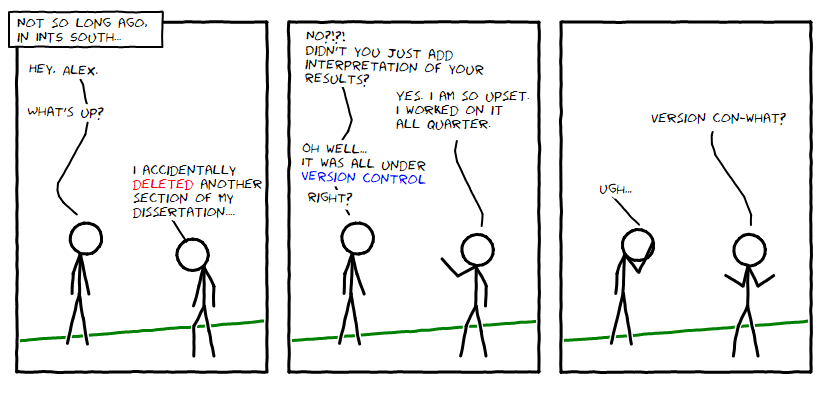 NOT SO LONG AGO,
IN INTS SOUTH...
HEY, ALEX.
WHAT'S UP?
I ACCIDENTALLY
DELETED ANOTHER
SECTION OF MY
DISSERTATION....
NO?!?!
DIDN'T YOU JUST ADD
INTERPRETATION OF YOUR
RESULTS?
YES. I AM SO UPSET.
I WORKED ON IT
ALL QUARTER.
OH WELL...
IT WAS ALL UNDER
VERSION CONTROL
RIGHT?
VERSION CON-WHAT?
UGH...